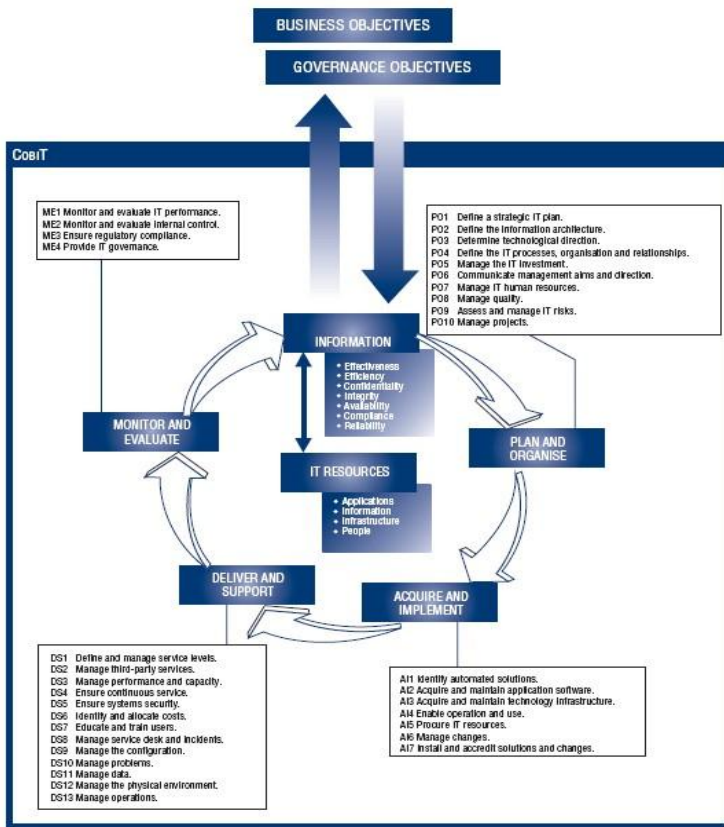 BUSINESS OBJECTIVES
GOVERNANCE OBJECTIVES
COBIT
ME1 Monitor and evaluate IT performance.
ME2 Monitor and evaluate internal control.
ME3 Ensure regulatory compliance.
ME4 Provide IT governance.
PO1 Define a strategic IT plan.
PO2 Define the information architecture.
PO3 Determine technological direction.
PO4 Define the IT processes, organisation and relationships.
PO5 Manage the IT investment.
PO6 Communicate management aims and direction.
PO7 Manage IT human resources.
PO8 Manage quality.
PO9 Assess and manage IT risks.
PO10 Manage projects.
INFORMATION
Effectiveness
Efficiency
Confidentiality
Integrity
Availability
Compliance
Reliability
MONITOR AND
EVALUATE
PLAN AND
ORGANISE
IT RESOURCES
Applications
Information
Infrastructure
People
DELIVER AND
SUPPORT
ACQUIRE AND
IMPLEMENT
DS1 Define and manage service levels.
DS2 Manage third-party services.
DS3 Manage performance and capacity.
DS4 Ensure continuous service.
DS5 Ensure systems security.
DS6 Identify and allocate costs.
DS7 Educate and train users.
DS8 Manage service desk and incidents.
DS9 Manage the configuration.
DS10 Manage problems.
DS11 Manage data.
DS12 Manage the physical environment.
DS13 Manage operations.
AI1 Identify automated solutions.
AI2 Acquire and maintain application software.
AI3 Acquire and maintain technology infrastructure.
AI4 Enable operation and use.
AI5 Procure IT resources.
AI6 Manage changes.
AI7 Install and accredit solutions and changes.